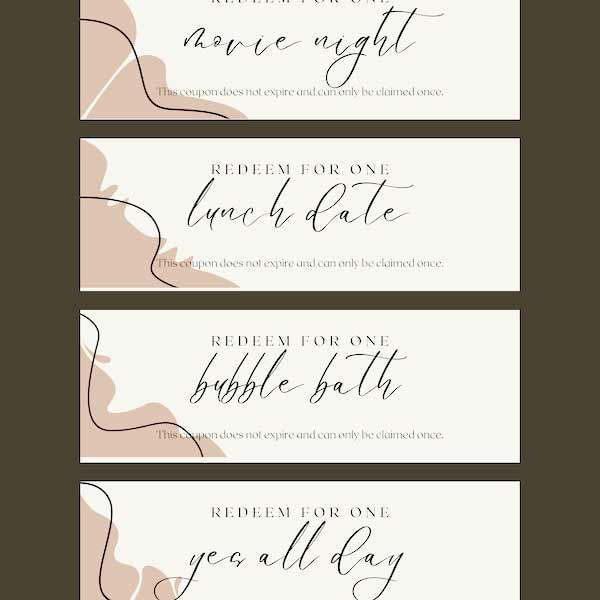 REDEEM FOR ONE
movie night
This coupon does not expire and can only be claimed once.
REDEEM FOR ONE
lunch date
This coupon does not expire and can only be claimed once.
REDEEM FOR ONE
bubble bath
This coupon does not expire and can only be claimed once.
REDEEM FOR ONE
yes all day